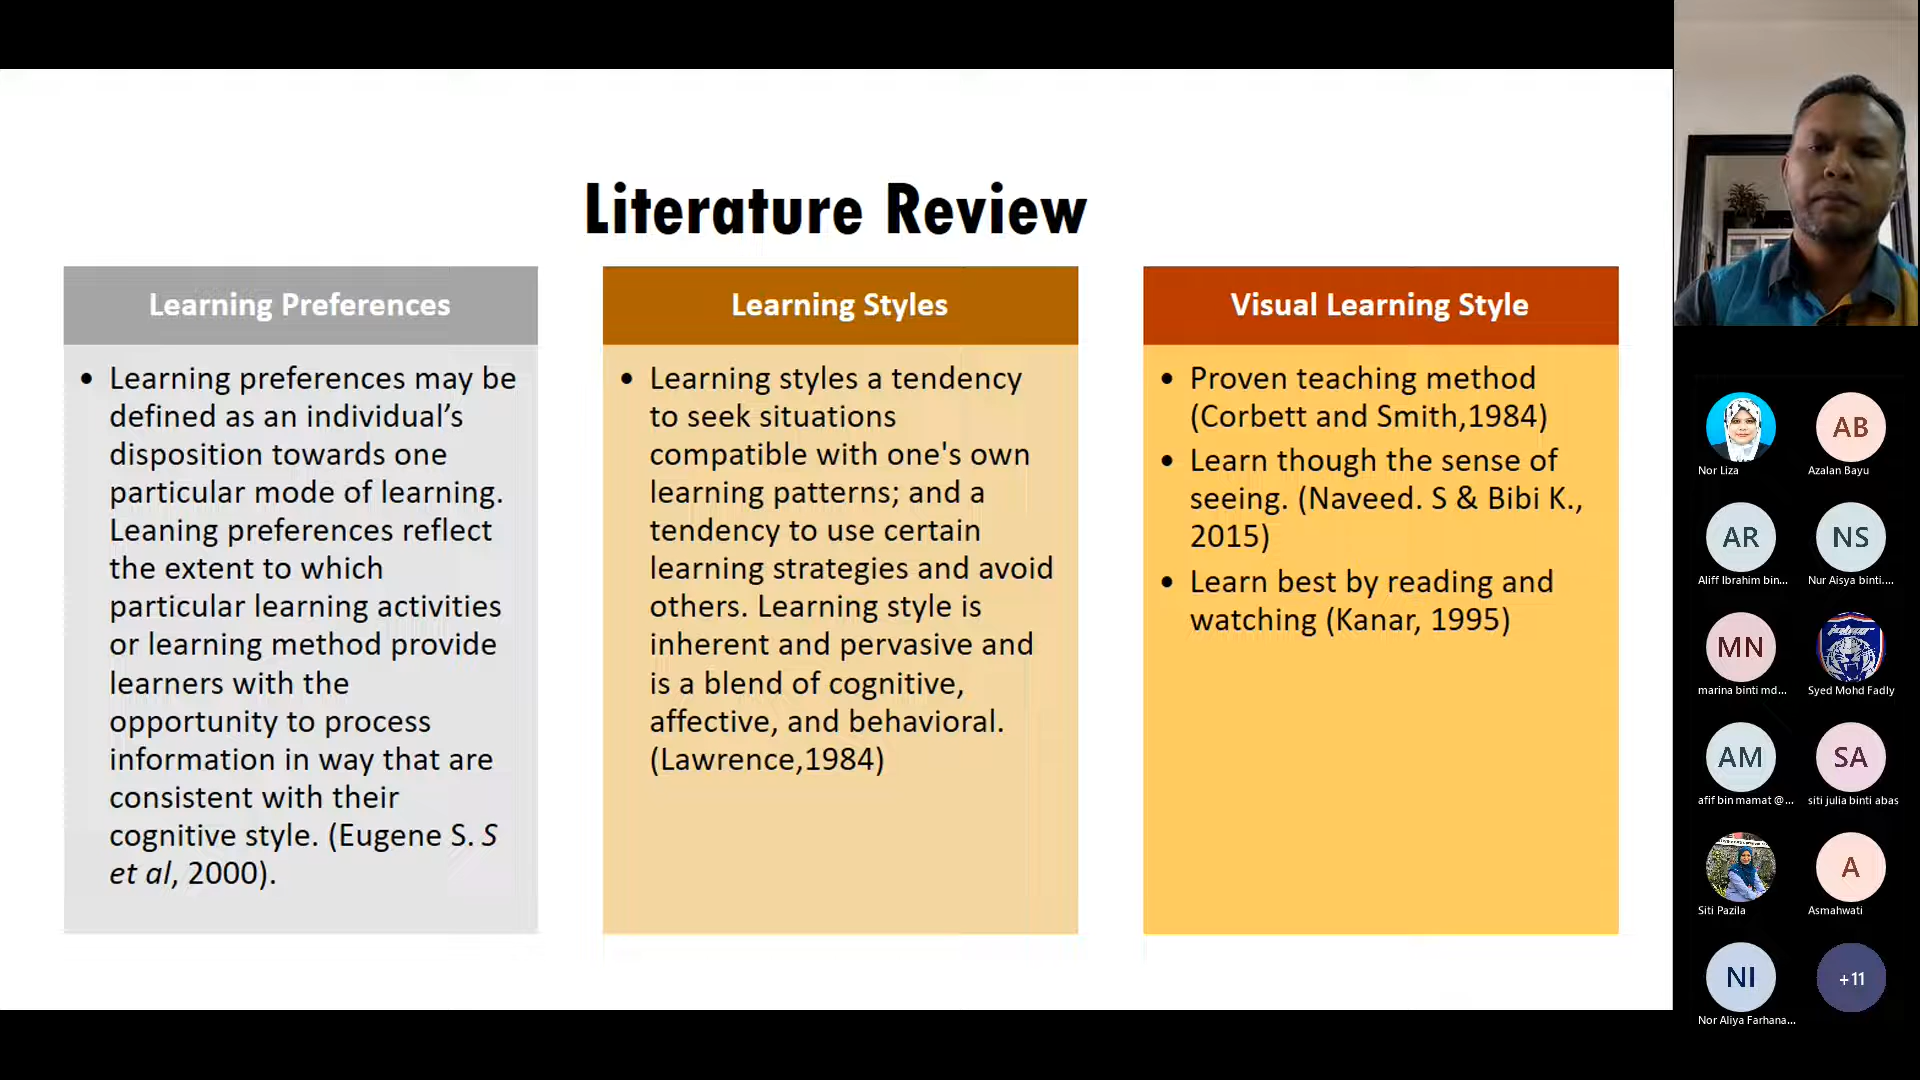 Literature Review
Learning Preferences
• Learning preferences may be
defined as an individual’s
disposition towards one
particular mode of learning.
Leaning preferences reflect
the extent to which
particular learning activities
or learning method provide
learners with the
opportunity to process
information in way that are
consistent with their
cognitive style. (Eugene S. S
et al, 2000).
Learning Styles
• Learning styles a tendency
to seek situations
compatible with one's own
learning patterns; and a
tendency to use certain
learning strategies and avoid
others. Learning style is
inherent and pervasive and
is a blend of cognitive,
affective, and behavioral.
(Lawrence,1984)
Visual Learning Style
• Proven teaching method
(Corbett and Smith,1984)
• Learn though the sense of
seeing. (Naveed. S & Bibi K.,
2015)
• Learn best by reading and
watching (Kanar, 1995)
Nor Liza
AB
Azalan Bayu
AR
Aliff Ibrahim bin...
NS
Nur Aisya binti....
MN
marina binti md...
Syed Mohd Fadly
AM
afif bin mamat @...
SA
siti julia binti abas
Siti Pazila
A
Asmahwati
NI
Nor Aliya Farhana...
+11